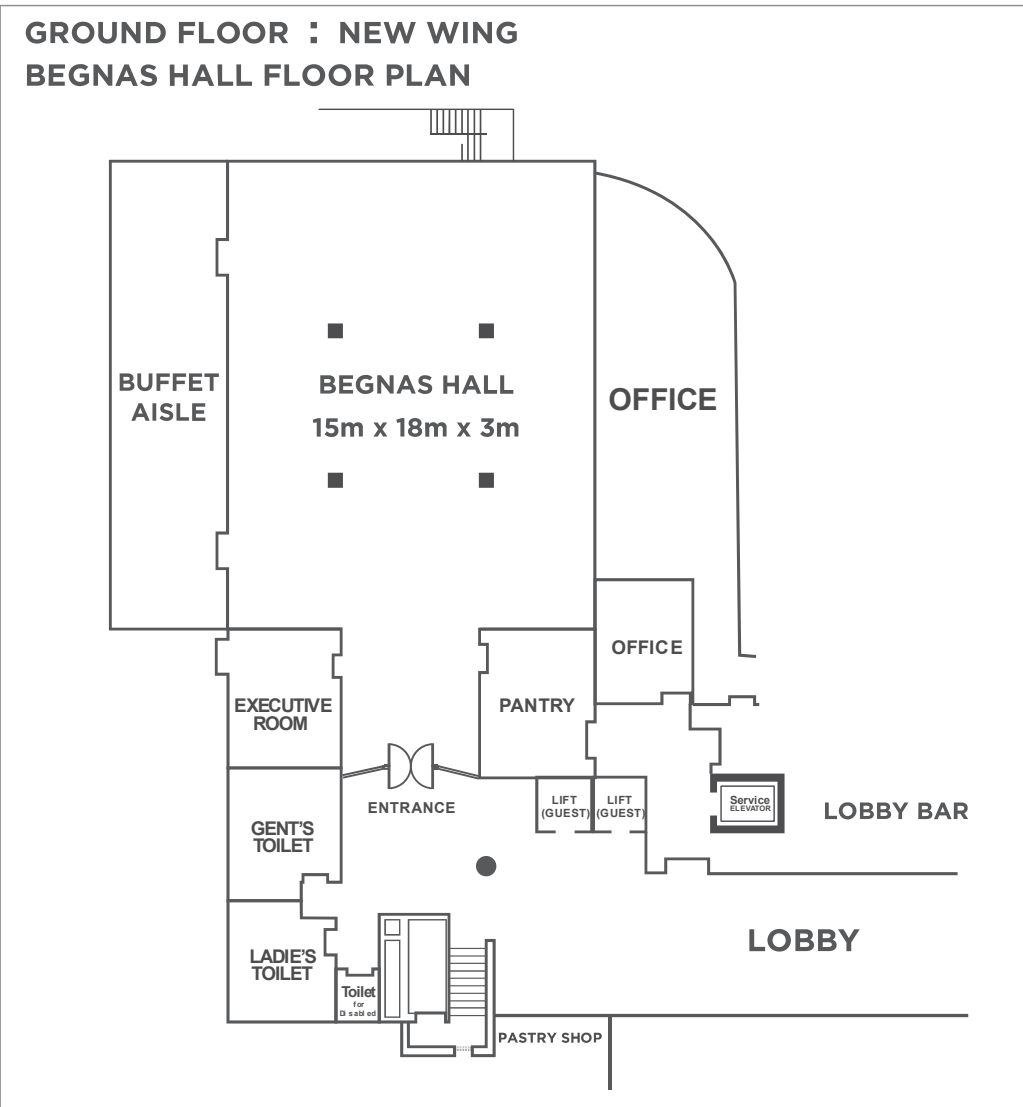 GROUND FLOOR : NEW WING
BEGNAS HALL FLOOR PLAN
BUFFET
AISLE
BEGNAS HALL
15m x 18m x 3m
OFFICE
OFFICE
EXECUTIVE
ROOM
PANTRY
ENTRANCE
LIFT
(GUEST)
LIFT
(GUEST)
Service
ELEVATOR
LOBBY BAR
GENT'S
TOILET
LOBBY
LADIE'S
TOILET
Toilet
for
Disabled
PASTRY SHOP